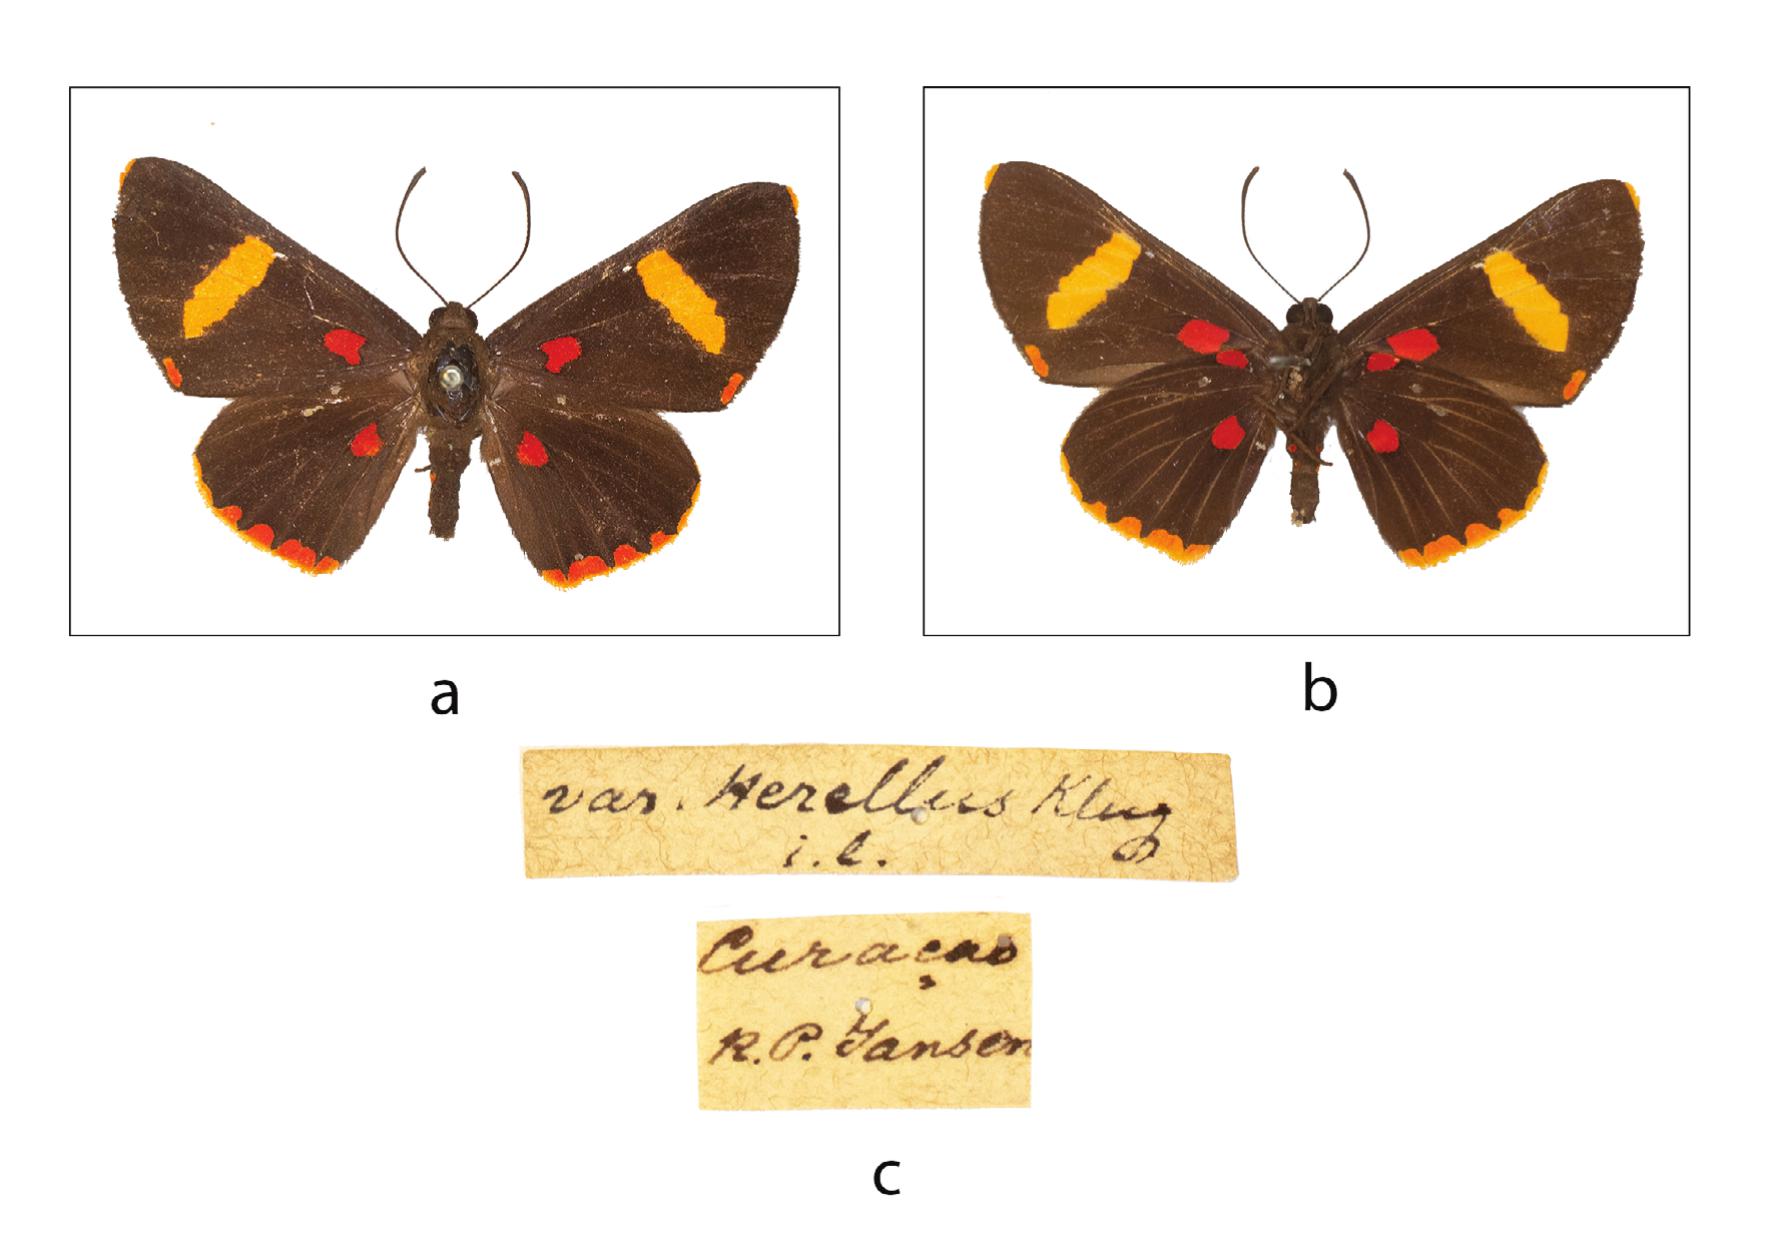 a
b
var. Herellus Klug
i. l.
Curaçao
R. P. Jansen
c